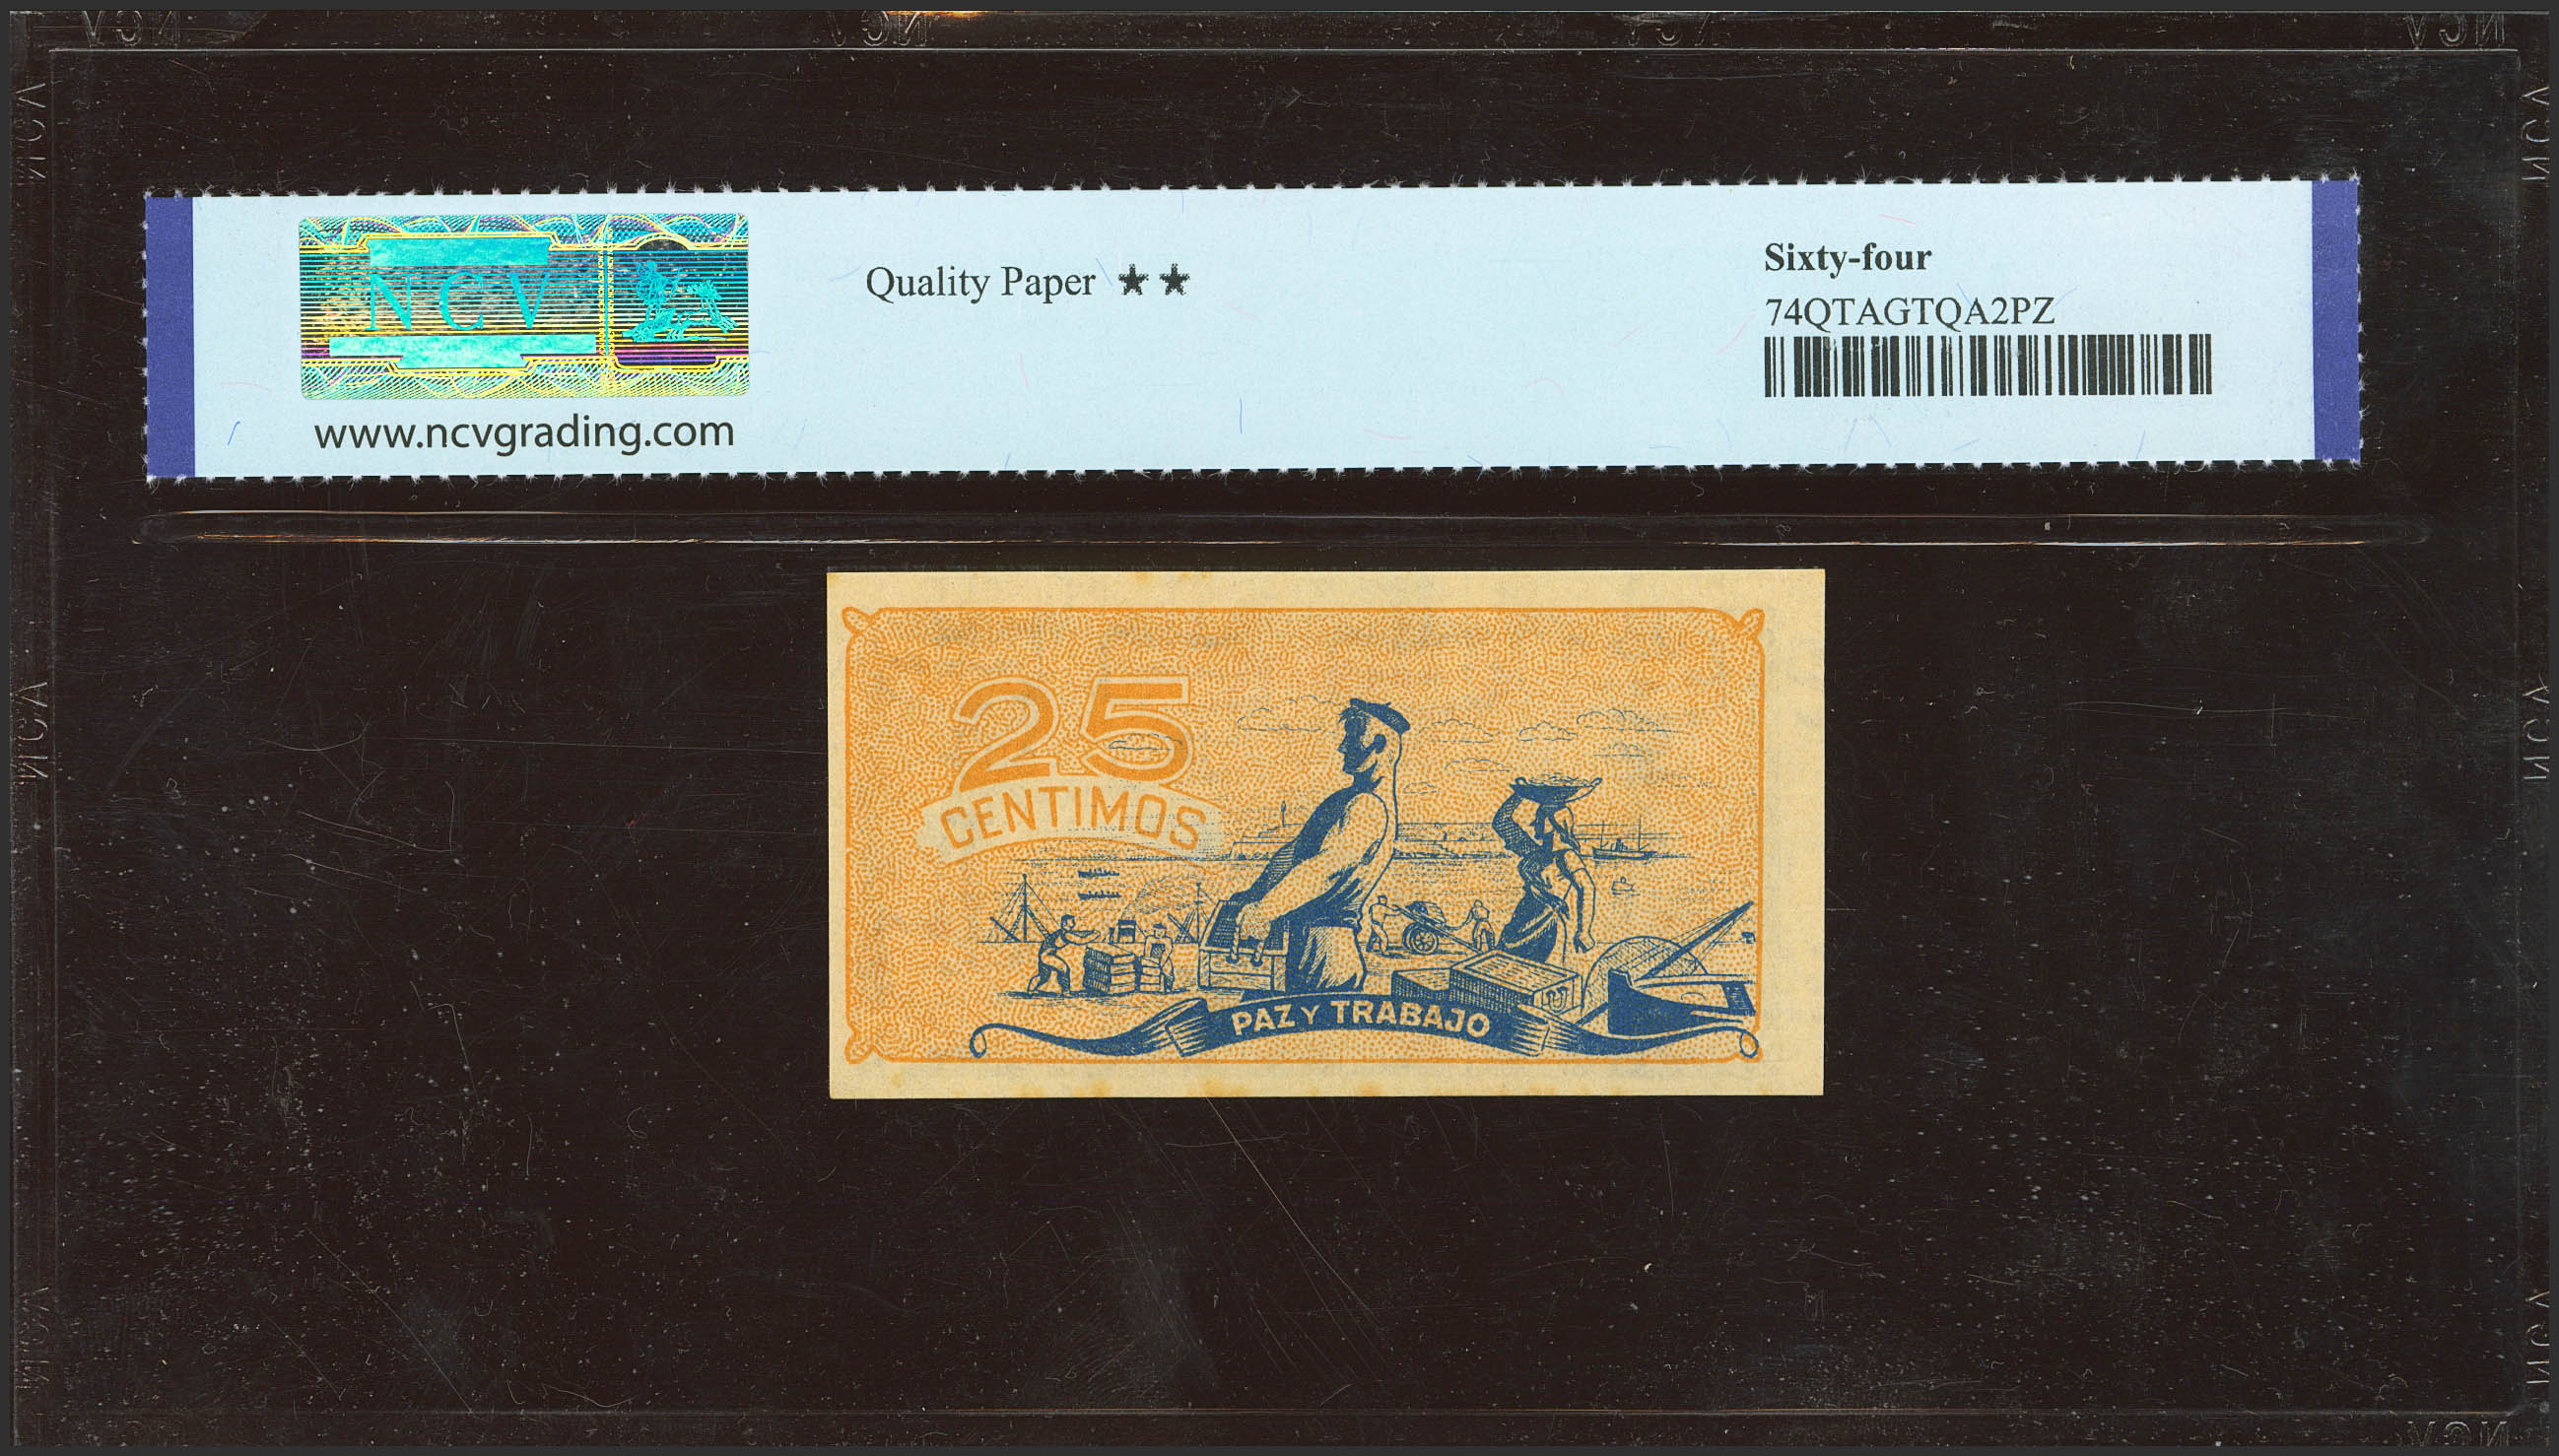 NCV
www.ncvgrading.com
Quality Paper ★★
Sixty-four
74QTAGTQA2PZ
25
CENTIMOS
PAZ Y TRABAJO